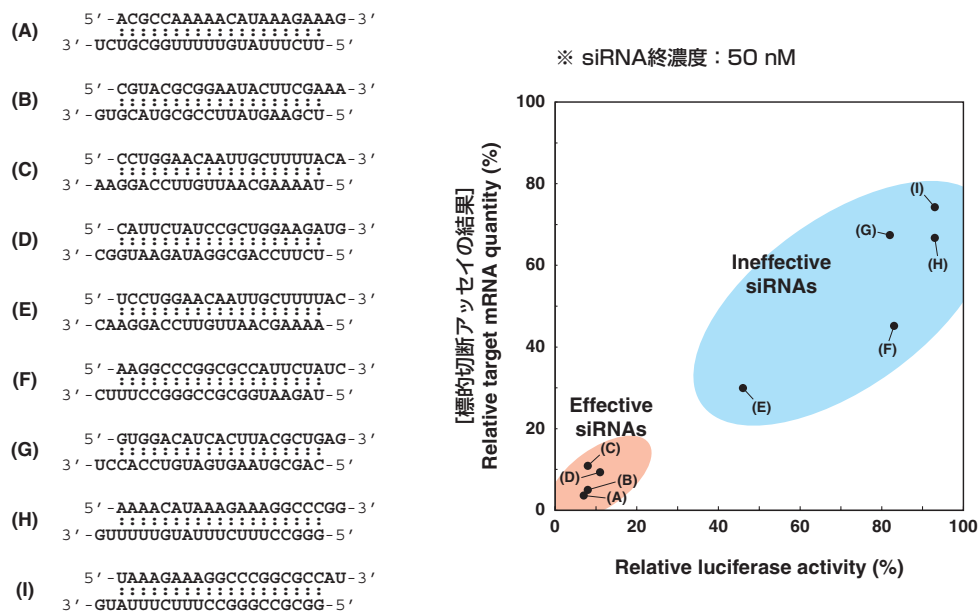 (A)
5′-ACGCCAAAAACAUAAAGAAAG
3′-UCUGCGGUUUUUGUAUUUCUU-5′
(B)
5′-CGUACGCGGAAUACUUCGAAA-3′
3′-GUGCAUGCGCCUUAUGAAGCU-5′
(C)
5′-CCUGGAACAAUUGCUUUUACA-3′
3′-AAGGACCUUGUUAACGAAAAU-5′
(D)
5′-CAUUCUAUCCGCUGGAAGAUG-3′
3′-CGGUAAGAUAGGCGACCUUCU-5′
(E)
5′-UCCUGGAACAAUUGCUUUUAC-3′
3′-CAAGGACCUUGUUAACGAAAA-5′
(F)
5′-AAGGCCCGGCGCCAUUCUAUC-3′
3′-CUUUCCGGGCCGCGGUAAGAU-5′
(G)
5′-GUGGACAUCACUUACGCUGAG-3′
3′-UCCACCUGUAGUGAAUGCGAC-5′
(H)
5′-AAAACAUAAAGAAAGGCCCGG-3′
3′-GUUUUUGUAUUUCUUUCCGGG-5′
(I)
5′-UAAAGAAAGGCCCGGCGCCAU-3′
3′-GUAUUUCUUUCCGGGCCGCGG-5′
※ siRNA終濃度：50 nM
[標的切断アッセイの結果]
Relative target mRNA quantity (%)
100
80
60
40
20
0
(I)
(G)
(H)
Ineffective
siRNAs
(F)
(E)
Effective
siRNAs
(C)
(D)
(B)
(A)
0 20 40 60 80 100
Relative luciferase activity (%)